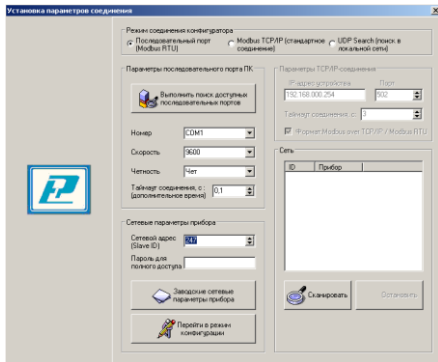 Установка параметров соединения
Режим соединения конфигуратора
Последовательный порт (Modbus RTU)
Modbus TCP/IP (стандартное соединение)
UDP Search (поиск в локальной сети)
Параметры последовательного порта ПК
Выполнить поиск доступных
последовательных портов
Номер COM1
Скорость 9600
Четность Чет
Таймаут соединения, с :
(дополнительное время) 0,1
Параметры TCP/IP-соединения
IP-адрес устройства Порт
192.168.000.254 502
Таймаут соединения, с: 3
Формат Modbus inet TCP/IP / Modbus RTU
Сеть
ID Прибор
Сканировать Остановить
Сетевые параметры прибора
Сетевой адрес
(Slave ID) 247
Пароль для
полного доступа
Заводские сетевые
параметры прибора
Перейти в режим
конфигурации